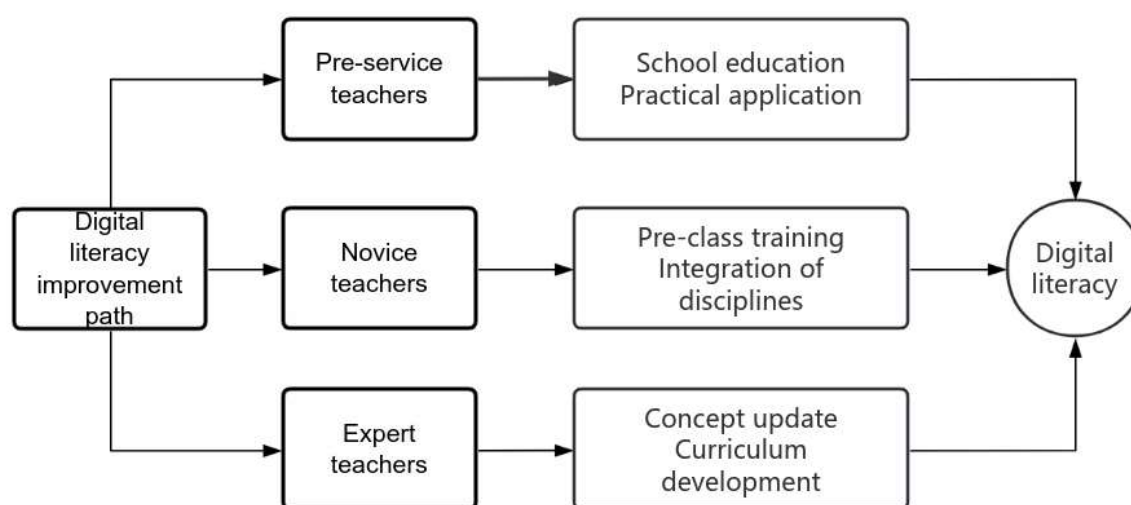 Pre-service
teachers
School education
Practical application
Digital
literacy
improvement
path
Novice
teachers
Pre-class training
Integration of
disciplines
Digital
literacy
Expert
teachers
Concept update
Curriculum
development